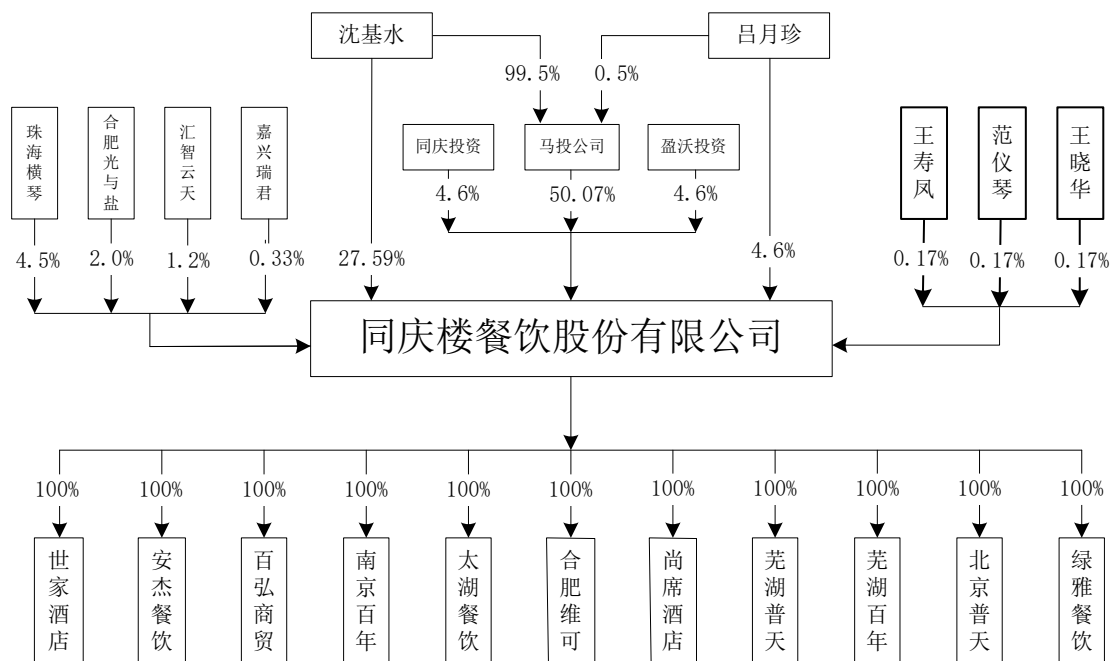 沈基水
吕月珍
99.5%
0.5%
珠海横琴
合肥光与盐
汇智云天
嘉兴瑞君
同庆投资
马投公司
盈沃投资
王寿凤
范仪琴
王晓华
4.6%
50.07%
4.6%
4.5%
2.0%
1.2%
0.33%
27.59%
4.6%
0.17%
0.17%
0.17%
同庆楼餐饮股份有限公司
100%
100%
100%
100%
100%
100%
100%
100%
100%
100%
100%
世家酒店
安杰餐饮
百弘商贸
南京百年
太湖餐饮
合肥维可
尚席酒店
芜湖普天
芜湖百年
北京普天
绿雅餐饮